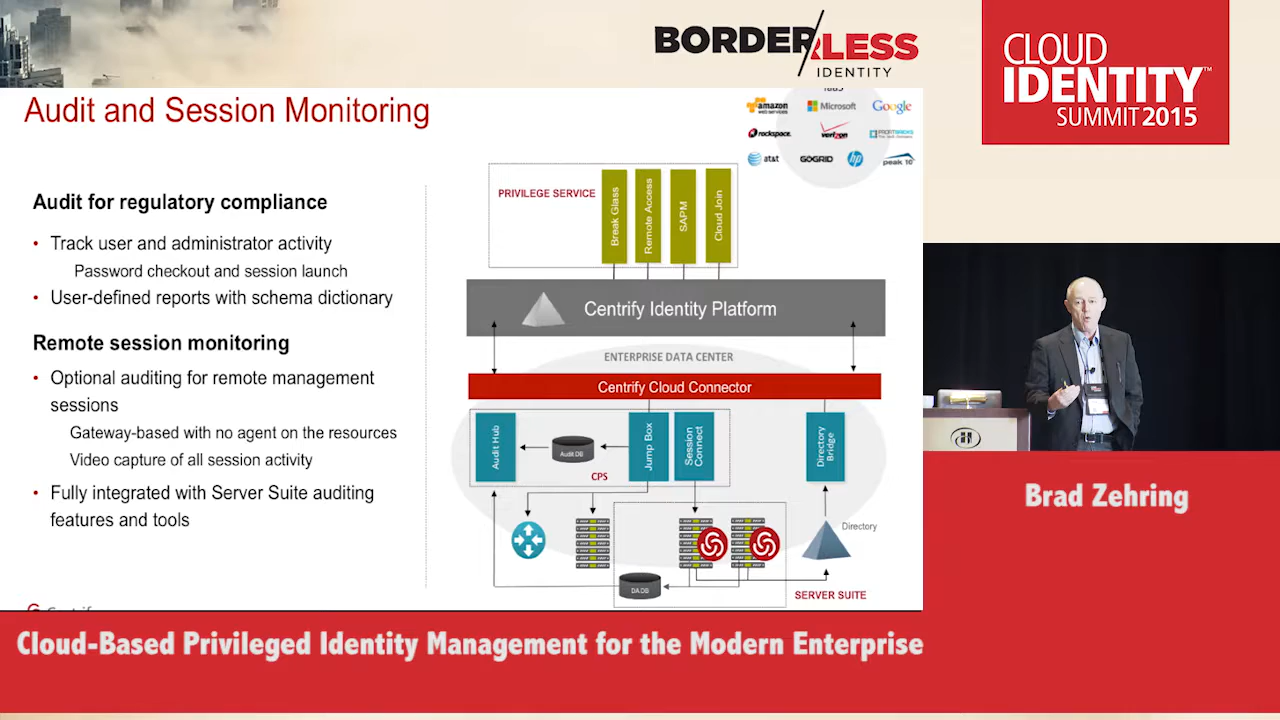 BORDERLESS
IDENTITY
CLOUD
IDENTITY™
SUMMIT 2015
Audit and Session Monitoring
IaaS
amazon
web services
Microsoft
Google
rackspace
verizon
PROFITBRICKS
at&t
GOGRID
hp
peak 10
Audit for regulatory compliance
• Track user and administrator activity
Password checkout and session launch
• User-defined reports with schema dictionary
Remote session monitoring
• Optional auditing for remote management
sessions
Gateway-based with no agent on the resources
Video capture of all session activity
• Fully integrated with Server Suite auditing
features and tools
PRIVILEGE SERVICE
Break Glass
Remote Access
SAPM
Cloud Join
Centrify Identity Platform
ENTERPRISE DATA CENTER
Centrify Cloud Connector
Audit Hub
Audit DB
Jump Box
Session
Connect
Directory
Bridge
CPS
Directory
DA DB
SERVER SUITE
Brad Zehring
Cloud-Based Privileged Identity Management for the Modern Enterprise